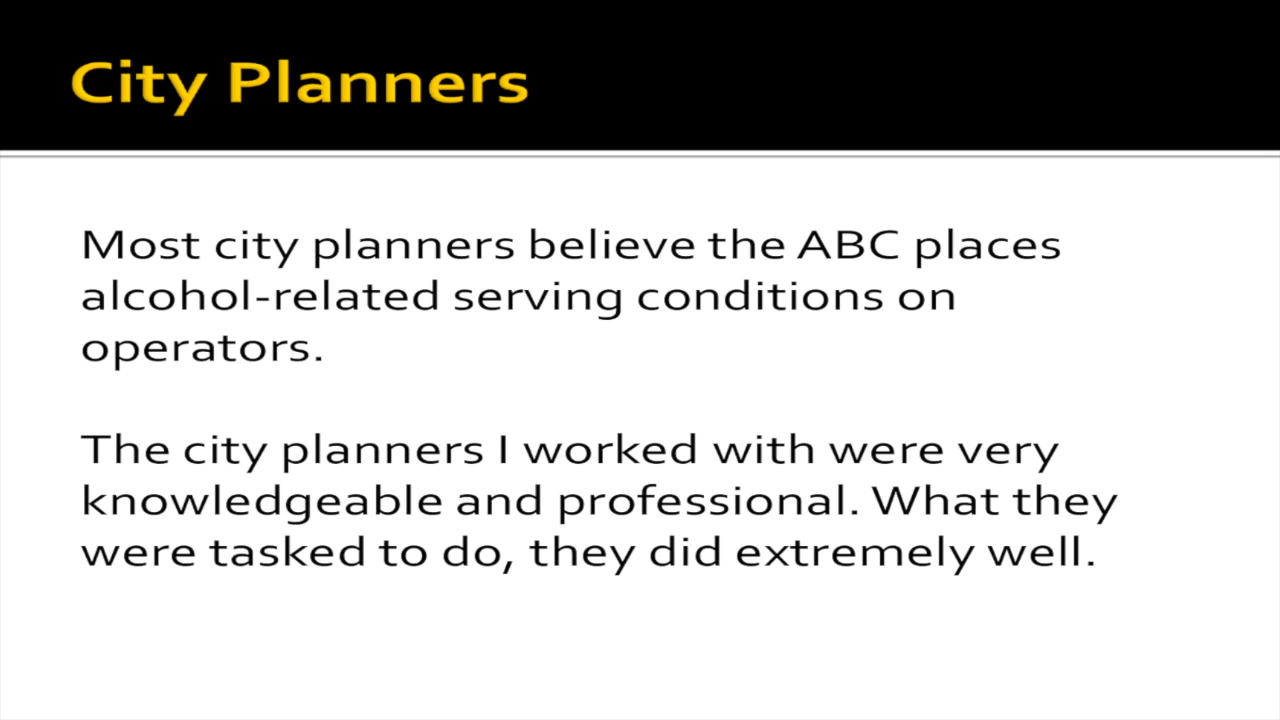 City Planners
Most city planners believe the ABC places
alcohol-related serving conditions on
operators.
The city planners I worked with were very
knowledgeable and professional. What they
were tasked to do, they did extremely well.